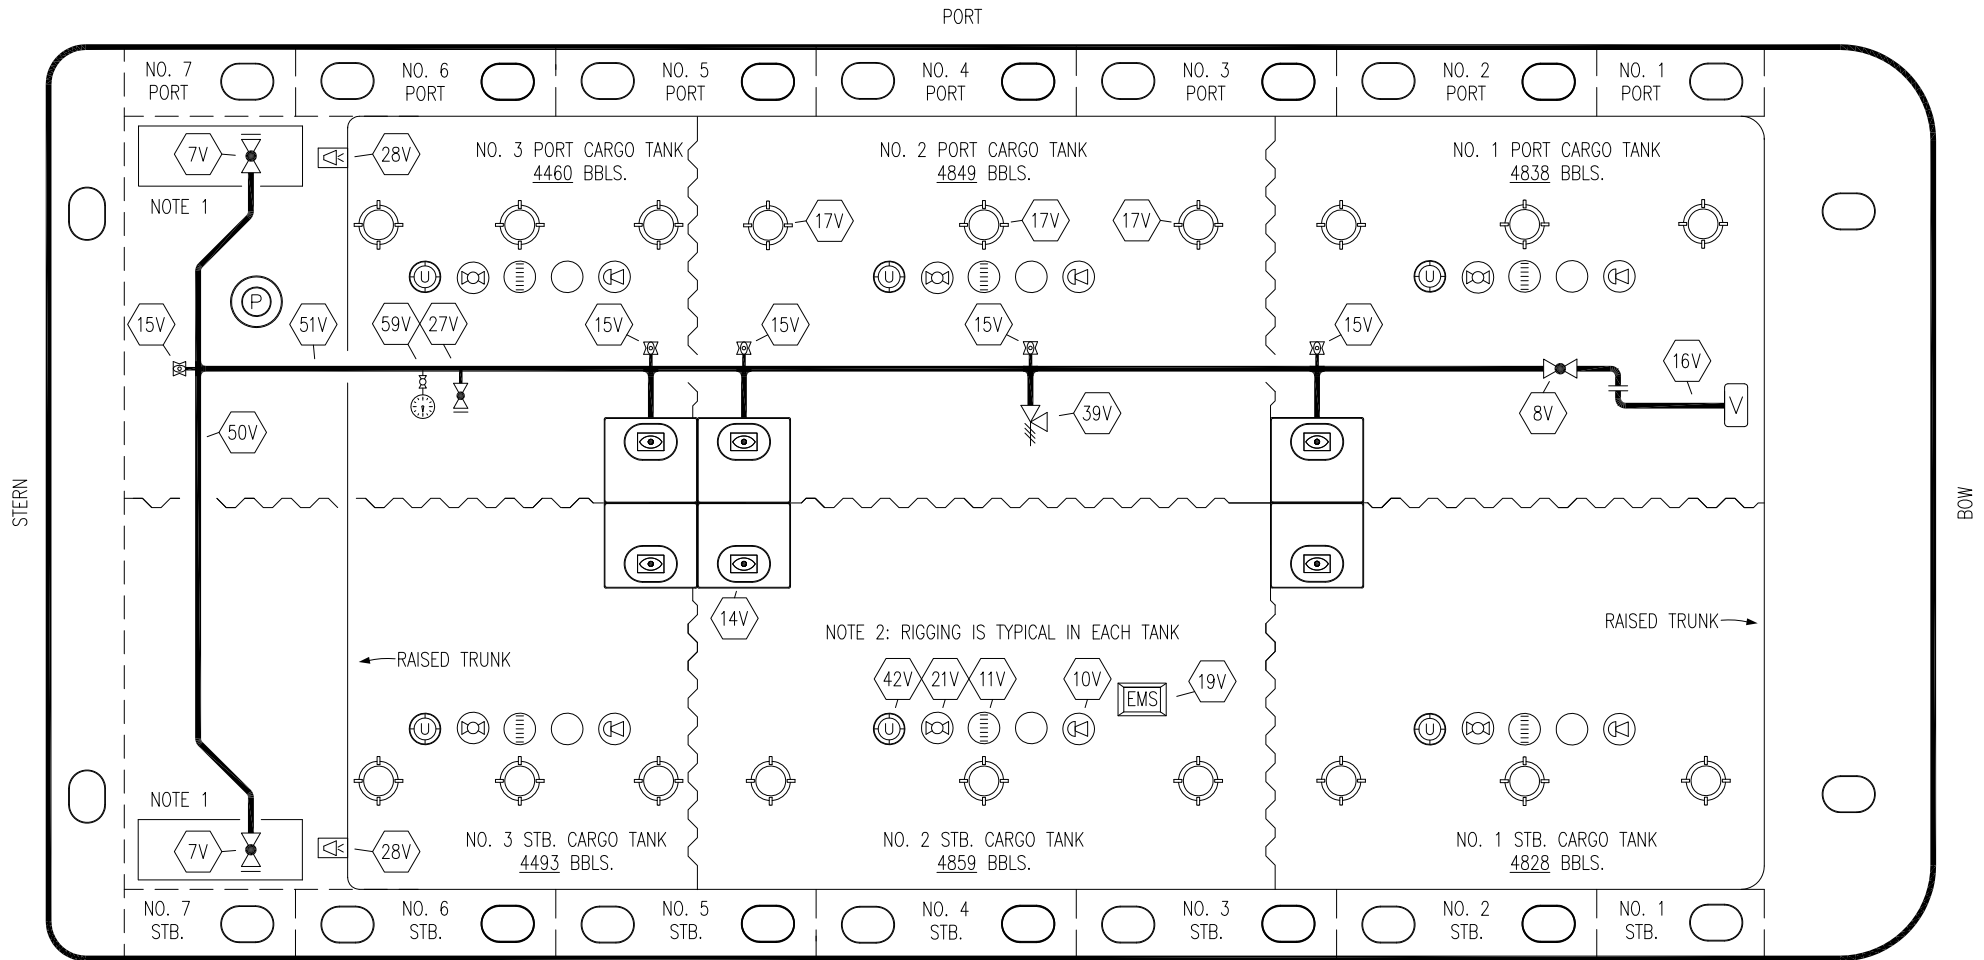 PORT
NO. 7
PORT
NO. 6
PORT
NO. 5
PORT
NO. 4
PORT
NO. 3
PORT
NO. 2
PORT
NO. 1
PORT
7V
28V
NO. 3 PORT CARGO TANK
4460 BBLS.
NO. 2 PORT CARGO TANK
4849 BBLS.
NO. 1 PORT CARGO TANK
4838 BBLS.
NOTE 1
17V
17V
17V
U
U
U
P
15V
51V
59V
27V
15V
15V
15V
15V
16V
V
8V
39V
50V
STERN
BOW
14V
NOTE 2: RIGGING IS TYPICAL IN EACH TANK
RAISED TRUNK
RAISED TRUNK
42V
21V
11V
10V
EMS
19V
U
U
U
NOTE 1
7V
28V
NO. 3 STB. CARGO TANK
4493 BBLS.
NO. 2 STB. CARGO TANK
4859 BBLS.
NO. 1 STB. CARGO TANK
4828 BBLS.
NO. 7
STB.
NO. 6
STB.
NO. 5
STB.
NO. 4
STB.
NO. 3
STB.
NO. 2
STB.
NO. 1
STB.